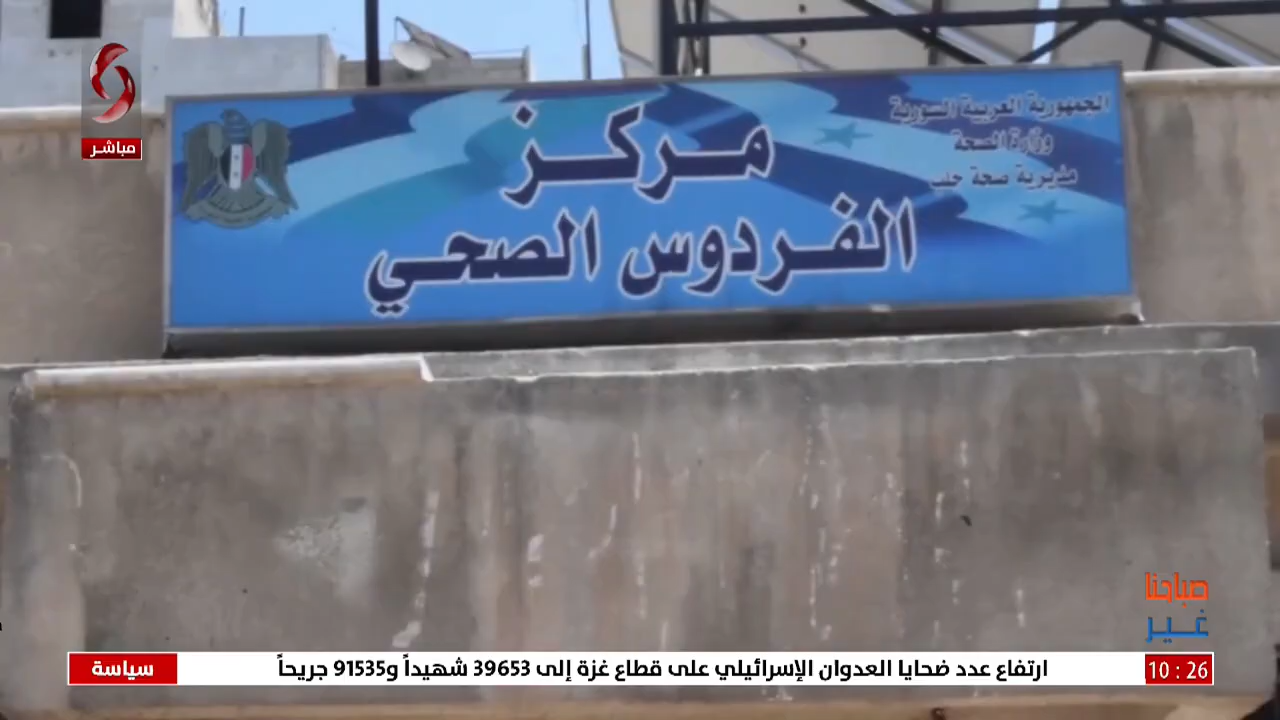 الجمهورية العربية السورية
وزارة الصحة
مديرية صحة حلب
مركز
الفردوس الصحي
مباشر
صباحنا
غير
سياسة
ارتفاع عدد ضحايا العدوان الإسرائيلي على قطاع غزة إلى 39653 شهيداً و91535 جريحاً
10 : 26